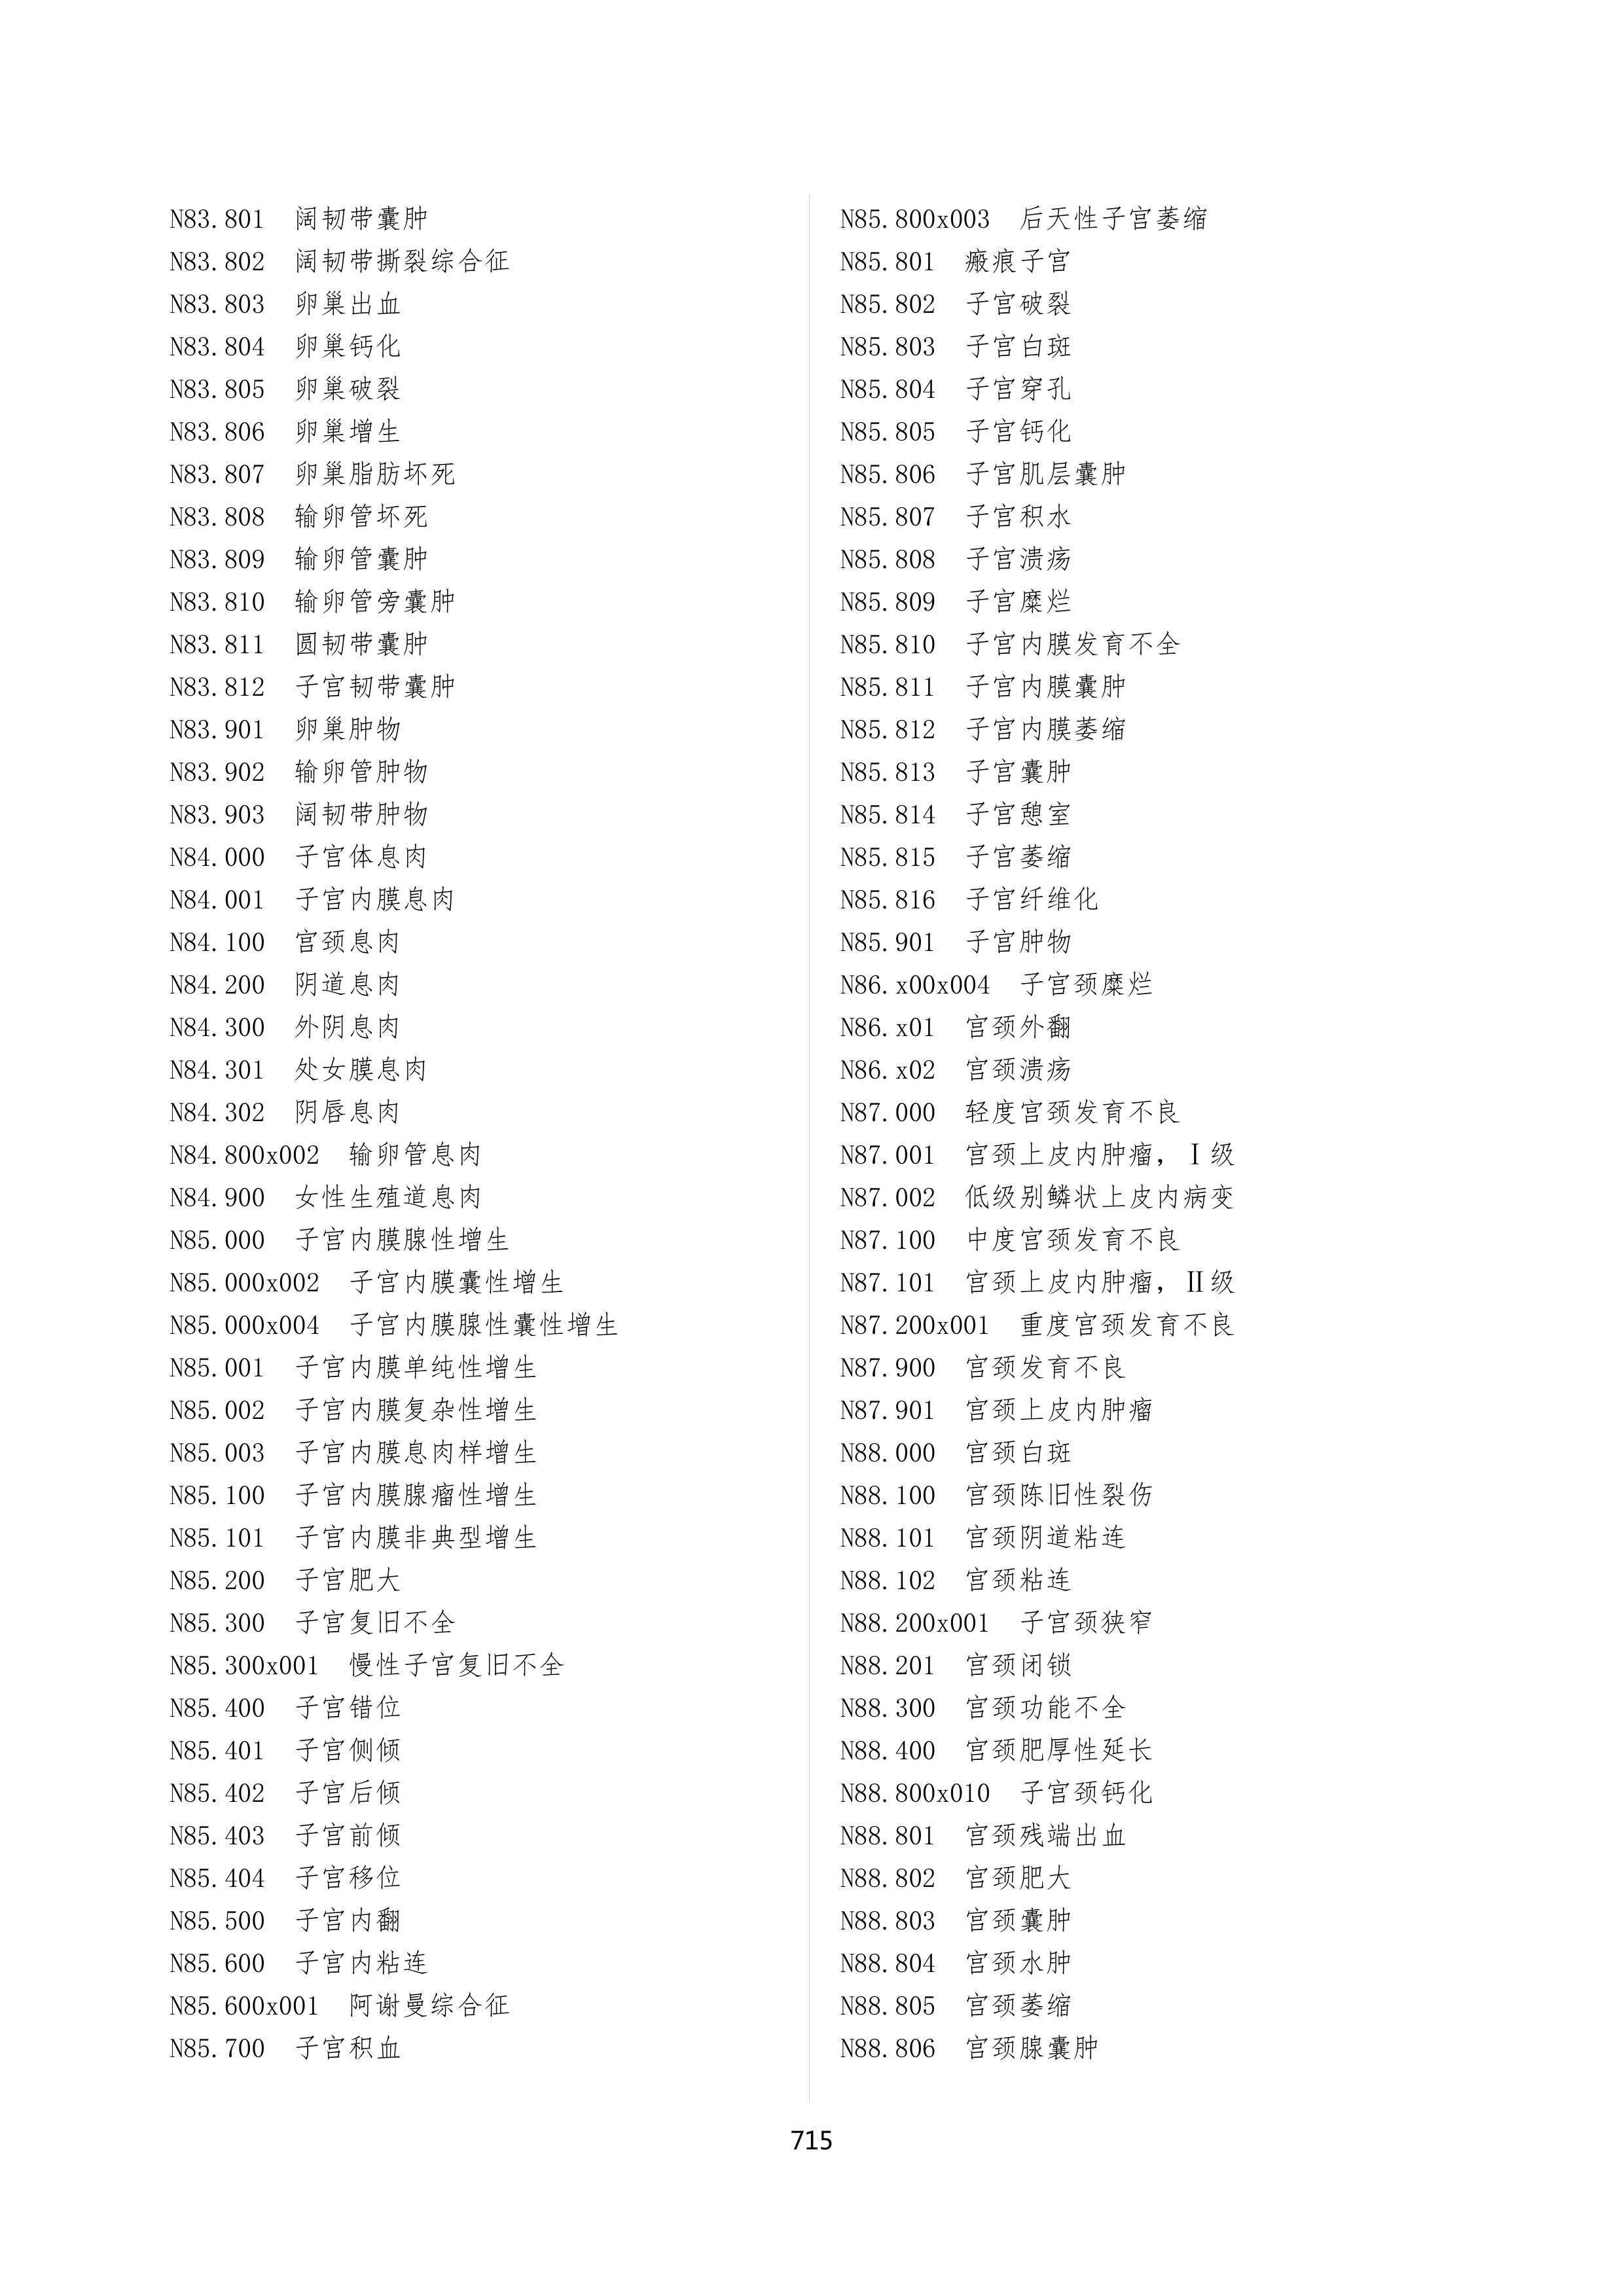 N83.801 阔韧带囊肿
N83.802 阔韧带撕裂综合征
N83.803 卵巢出血
N83.804 卵巢钙化
N83.805 卵巢破裂
N83.806 卵巢增生
N83.807 卵巢脂肪坏死
N83.808 输卵管坏死
N83.809 输卵管囊肿
N83.810 输卵管旁囊肿
N83.811 圆韧带囊肿
N83.812 子宫韧带囊肿
N83.901 卵巢肿物
N83.902 输卵管肿物
N83.903 阔韧带肿物
N84.000 子宫体息肉
N84.001 子宫内膜息肉
N84.100 宫颈息肉
N84.200 阴道息肉
N84.300 外阴息肉
N84.301 处女膜息肉
N84.302 阴唇息肉
N84.800x002 输卵管息肉
N84.900 女性生殖道息肉
N85.000 子宫内膜腺性增生
N85.000x002 子宫内膜囊性增生
N85.000x004 子宫内膜腺性囊性增生
N85.001 子宫内膜单纯性增生
N85.002 子宫内膜复杂性增生
N85.003 子宫内膜息肉样增生
N85.100 子宫内膜腺瘤性增生
N85.101 子宫内膜非典型增生
N85.200 子宫肥大
N85.300 子宫复旧不全
N85.300x001 慢性子宫复旧不全
N85.400 子宫错位
N85.401 子宫侧倾
N85.402 子宫后倾
N85.403 子宫前倾
N85.404 子宫移位
N85.500 子宫内翻
N85.600 子宫内粘连
N85.600x001 阿谢曼综合征
N85.700 子宫积血
N85.800x003 后天性子宫萎缩
N85.801 瘢痕子宫
N85.802 子宫破裂
N85.803 子宫白斑
N85.804 子宫穿孔
N85.805 子宫钙化
N85.806 子宫肌层囊肿
N85.807 子宫积水
N85.808 子宫溃疡
N85.809 子宫糜烂
N85.810 子宫内膜发育不全
N85.811 子宫内膜囊肿
N85.812 子宫内膜萎缩
N85.813 子宫囊肿
N85.814 子宫憩室
N85.815 子宫萎缩
N85.816 子宫纤维化
N85.901 子宫肿物
N86.x00x004 子宫颈糜烂
N86.x01 宫颈外翻
N86.x02 宫颈溃疡
N87.000 轻度宫颈发育不良
N87.001 宫颈上皮内肿瘤，Ⅰ级
N87.002 低级别鳞状上皮内病变
N87.100 中度宫颈发育不良
N87.101 宫颈上皮内肿瘤，Ⅱ级
N87.200x001 重度宫颈发育不良
N87.900 宫颈发育不良
N87.901 宫颈上皮内肿瘤
N88.000 宫颈白斑
N88.100 宫颈陈旧性裂伤
N88.101 宫颈阴道粘连
N88.102 宫颈粘连
N88.200x001 子宫颈狭窄
N88.201 宫颈闭锁
N88.300 宫颈功能不全
N88.400 宫颈肥厚性延长
N88.800x010 子宫颈钙化
N88.801 宫颈残端出血
N88.802 宫颈肥大
N88.803 宫颈囊肿
N88.804 宫颈水肿
N88.805 宫颈萎缩
N88.806 宫颈腺囊肿
715